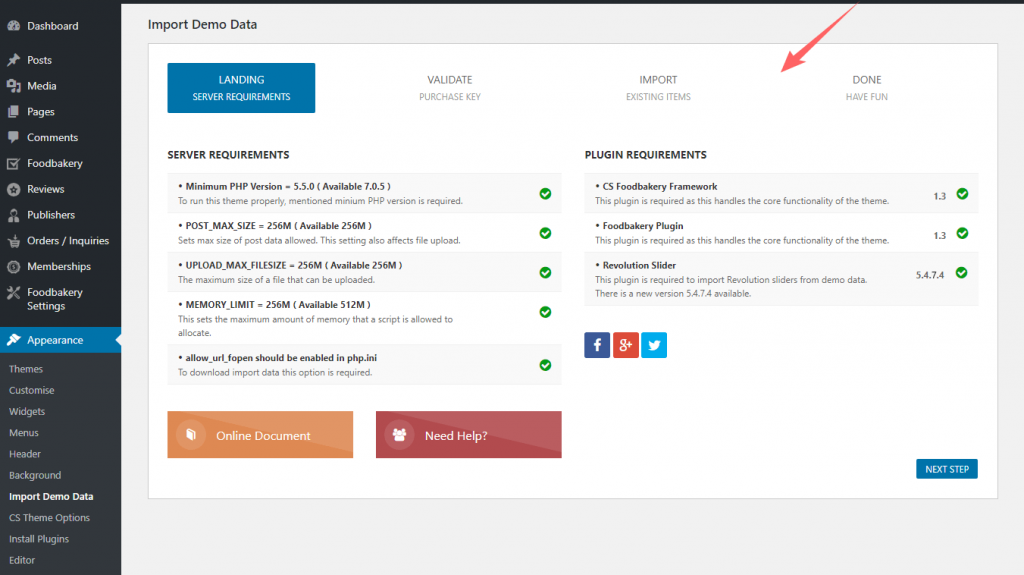 Dashboard
Posts
Media
Pages
Comments
Foodbakery
Reviews
Publishers
Orders / Inquiries
Memberships
Foodbakery
Settings
Appearance
Themes
Customise
Widgets
Menus
Header
Background
Import Demo Data
CS Theme Options
Install Plugins
Editor
Import Demo Data
LANDING
SERVER REQUIREMENTS
VALIDATE
PURCHASE KEY
IMPORT
EXISTING ITEMS
DONE
HAVE FUN
SERVER REQUIREMENTS
• Minimum PHP Version = 5.5.0 ( Available 7.0.5 )
To run this theme properly, mentioned minium PHP version is required.
• POST_MAX_SIZE = 256M ( Available 256M )
Sets max size of post data allowed. This setting also affects file upload.
• UPLOAD_MAX_FILESIZE = 256M ( Available 256M )
The maximum size of a file that can be uploaded.
• MEMORY_LIMIT = 256M ( Available 512M )
This sets the maximum amount of memory that a script is allowed to
allocate.
• allow_url_fopen should be enabled in php.ini
To download import data this option is required.
Online Document
Need Help?
PLUGIN REQUIREMENTS
• CS Foodbakery Framework
This plugin is required as this handles the core functionality of the theme.
1.3
• Foodbakery Plugin
This plugin is required as this handles the core functionality of the theme.
1.3
• Revolution Slider
This plugin is required to import Revolution sliders from demo data.
There is a new version 5.4.7.4 available.
5.4.7.4
NEXT STEP